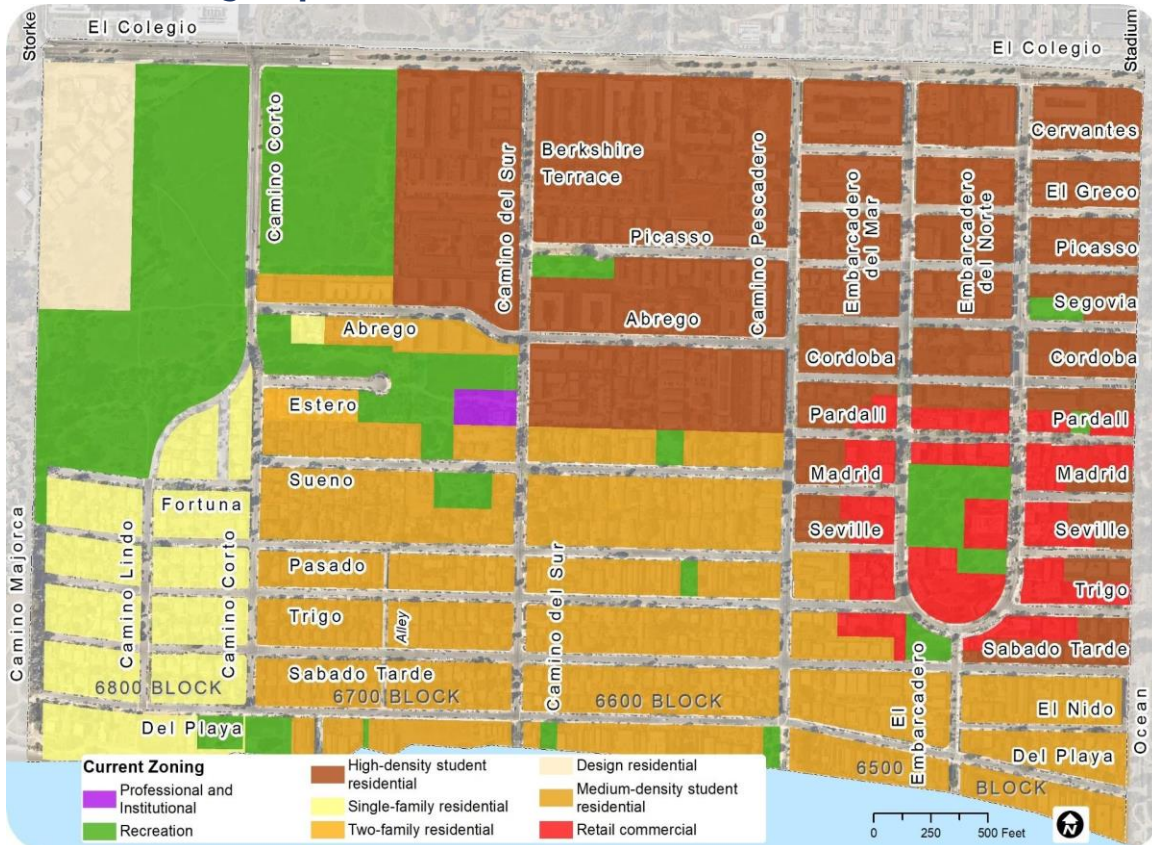 Storke
El Colegio
El Colegio
Stadium
Camino Corto
Camino del Sur
Berkshire
Terrace
Camino Pescadero
Embarcadero
del Mar
Embarcadero
del Norte
Cervantes
El Greco
Picasso
Picasso
Segovia
Abrego
Abrego
Cordoba
Cordoba
Estero
Pardall
Pardall
Sueno
Madrid
Madrid
Fortuna
Seville
Seville
Camino Majorca
Camino Lindo
Camino Corto
Pasado
Camino del Sur
Trigo
Trigo
Alley
Sabado Tarde
Sabado Tarde
6800 BLOCK
6700 BLOCK
6600 BLOCK
El
Embarcadero
El Nido
Ocean
Del Playa
Del Playa
6500
BLOCK
Current Zoning
Professional and
Institutional
Recreation
High-density student
residential
Single-family residential
Two-family residential
Design residential
Medium-density student
residential
Retail commercial
0 250 500 Feet
N